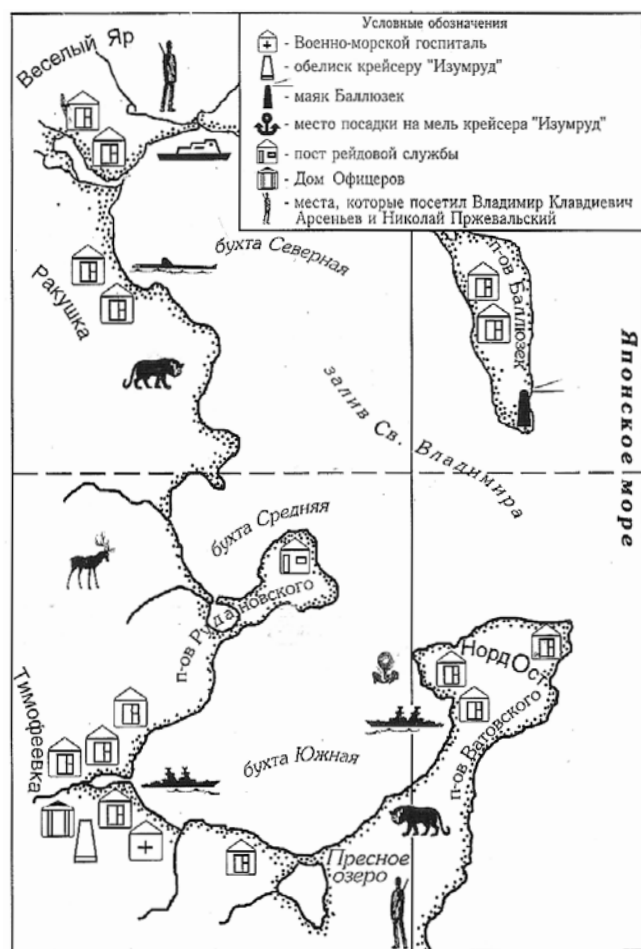 Условные обозначения
- Военно-морской госпиталь
- обелиск крейсеру "Изумруд"
- маяк Баллюзек
- место посадки на мель крейсера "Изумруд"
- пост рейдовой службы
- Дом Офицеров
- места, которые посетил Владимир Клавдиевич
Арсеньев и Николай Пржевальский
Веселый Яр
бухта Северная
п-ов Баллюзек
Ракушка
Японское море
залив Св. Владимира
бухта Средняя
п-ов Рудановского
Норд Ост
п-ов Ватовского
Тимофеевка
бухта Южная
Пресное
озеро